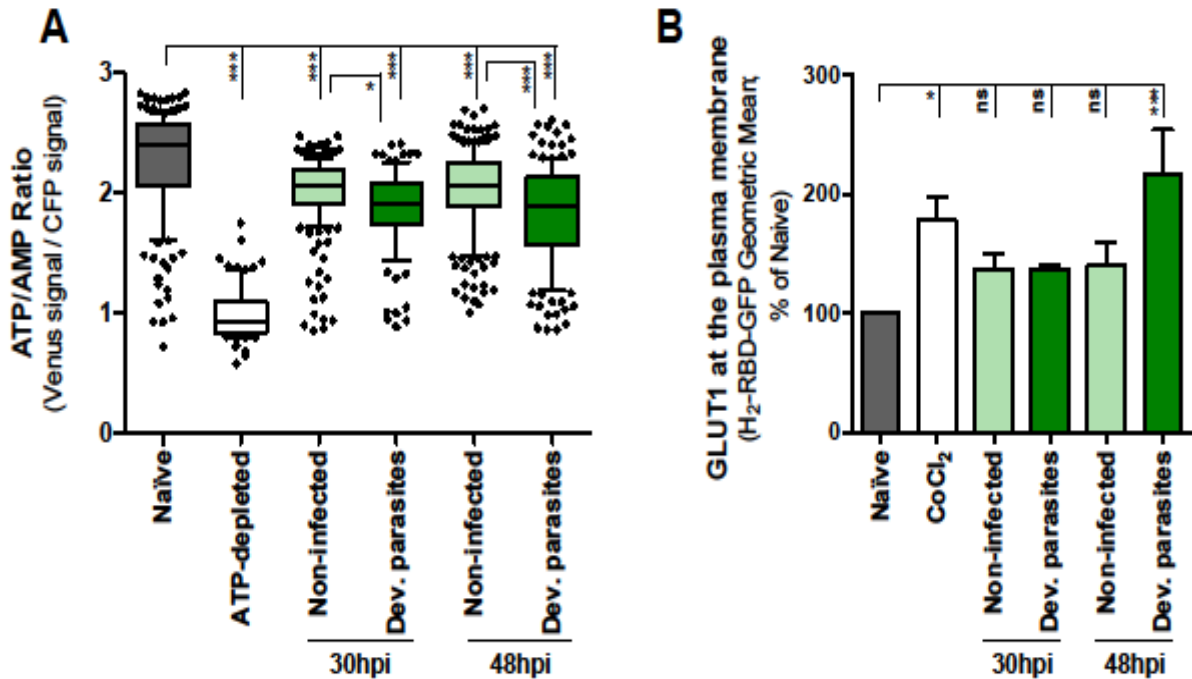 A
ATP/AMP Ratio
(Venus signal / CFP signal)
3
2
1
0
***
***
*
***
***
***
***
Naïve
ATP-depleted
Non-infected
Dev. parasites
Non-infected
Dev. parasites
30hpi
48hpi
B
GLUT1 at the plasma membrane
(H2-RBD-GFP Geometric Mean;
% of Naive)
300
200
100
0
*
ns
ns
ns
***
Naïve
CoCl2
Non-infected
Dev. parasites
Non-infected
Dev. parasites
30hpi
48hpi